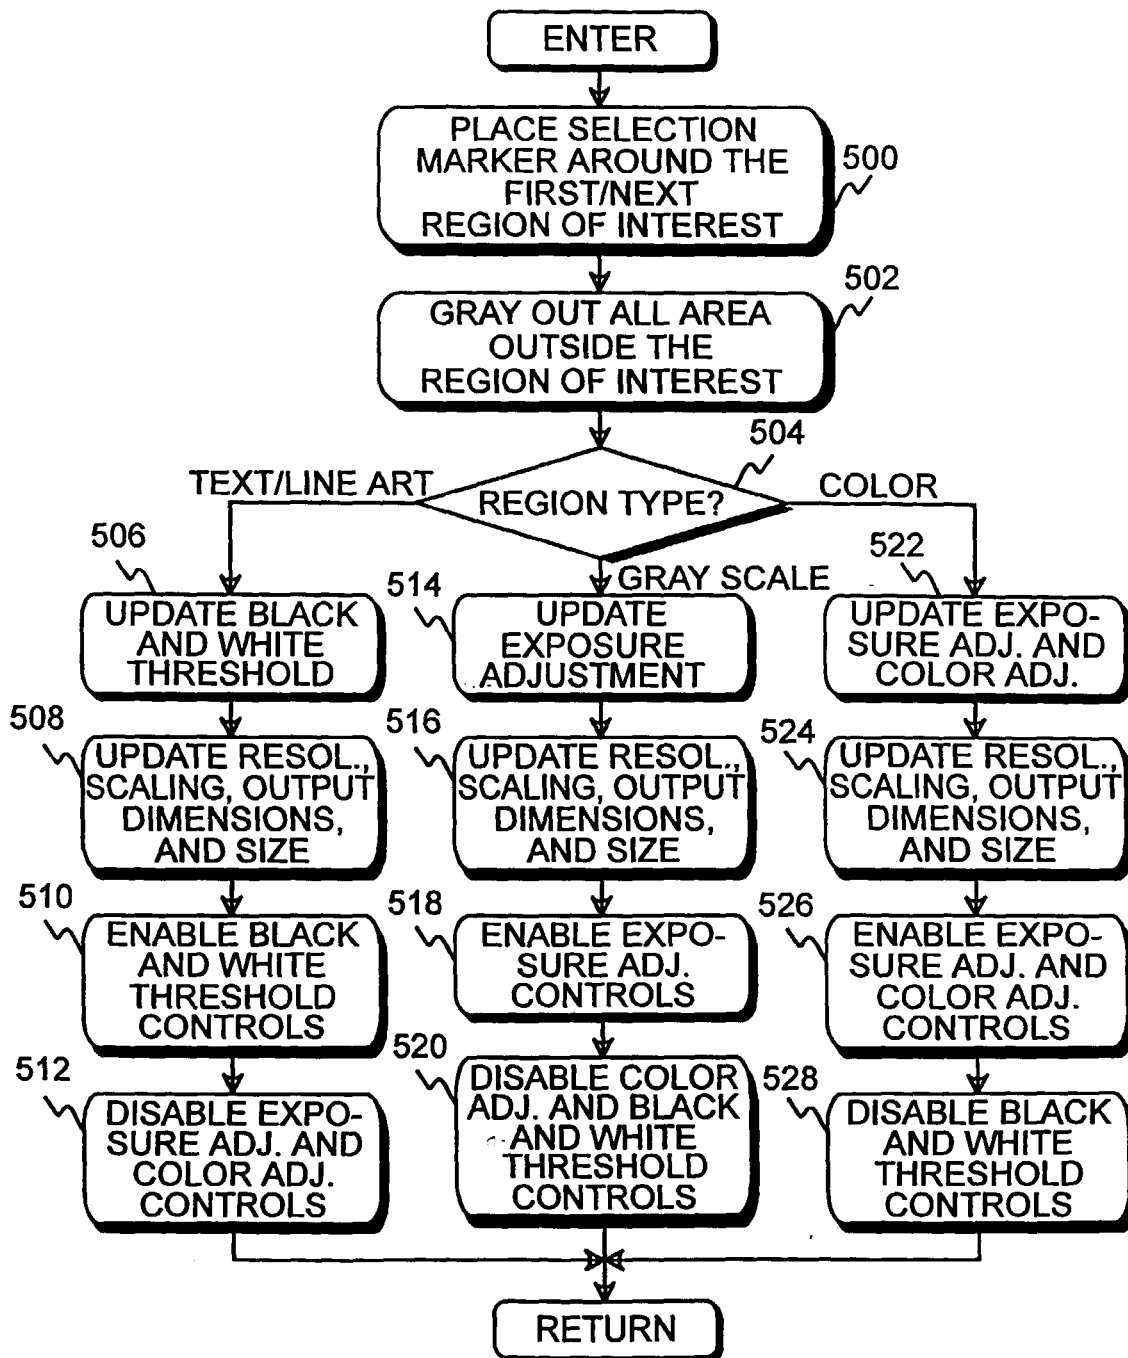 ENTER
PLACE SELECTION
MARKER AROUND THE
FIRST/NEXT
REGION OF INTEREST
500
GRAY OUT ALL AREA
OUTSIDE THE
REGION OF INTEREST
502
REGION TYPE?
504
TEXT/LINE ART
GRAY SCALE
COLOR
506
UPDATE BLACK
AND WHITE
THRESHOLD
508
UPDATE RESOL.,
SCALING, OUTPUT
DIMENSIONS,
AND SIZE
510
ENABLE BLACK
AND WHITE
THRESHOLD
CONTROLS
512
DISABLE EXPO-
SURE ADJ. AND
COLOR ADJ.
CONTROLS
514
UPDATE
EXPOSURE
ADJUSTMENT
516
UPDATE RESOL.,
SCALING, OUTPUT
DIMENSIONS,
AND SIZE
518
ENABLE EXPO-
SURE ADJ.
CONTROLS
520
DISABLE COLOR
ADJ. AND BLACK
AND WHITE
THRESHOLD
CONTROLS
522
UPDATE EXPO-
SURE ADJ. AND
COLOR ADJ.
524
UPDATE RESOL.,
SCALING, OUTPUT
DIMENSIONS,
AND SIZE
526
ENABLE EXPO-
SURE ADJ. AND
COLOR ADJ.
CONTROLS
528
DISABLE BLACK
AND WHITE
THRESHOLD
CONTROLS
RETURN